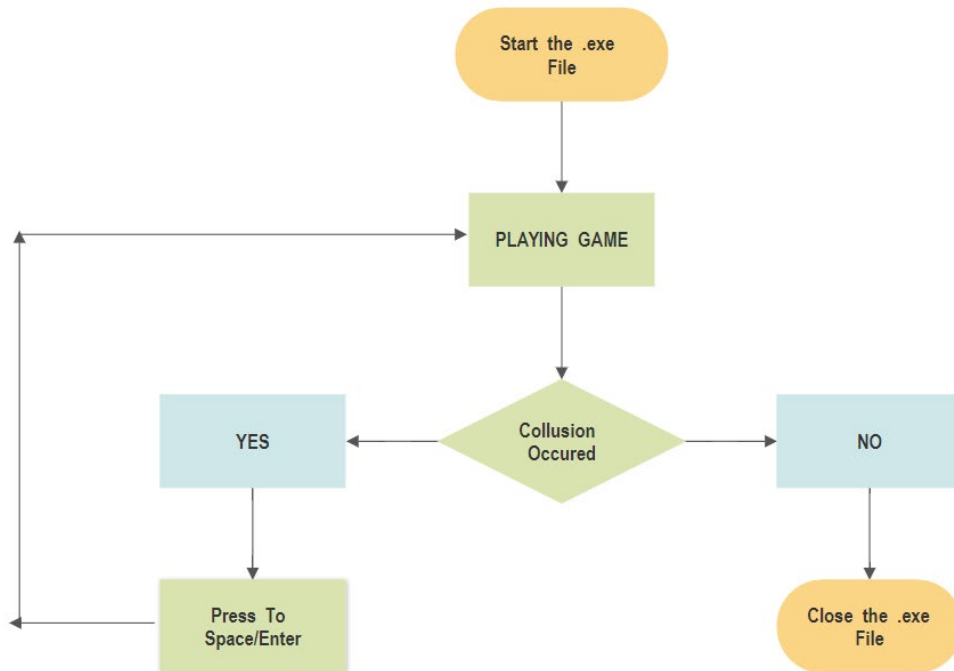 Start the .exe
File
PLAYING GAME
YES
Collusion
Occured
NO
Press To
Space/Enter
Close the .exe
File